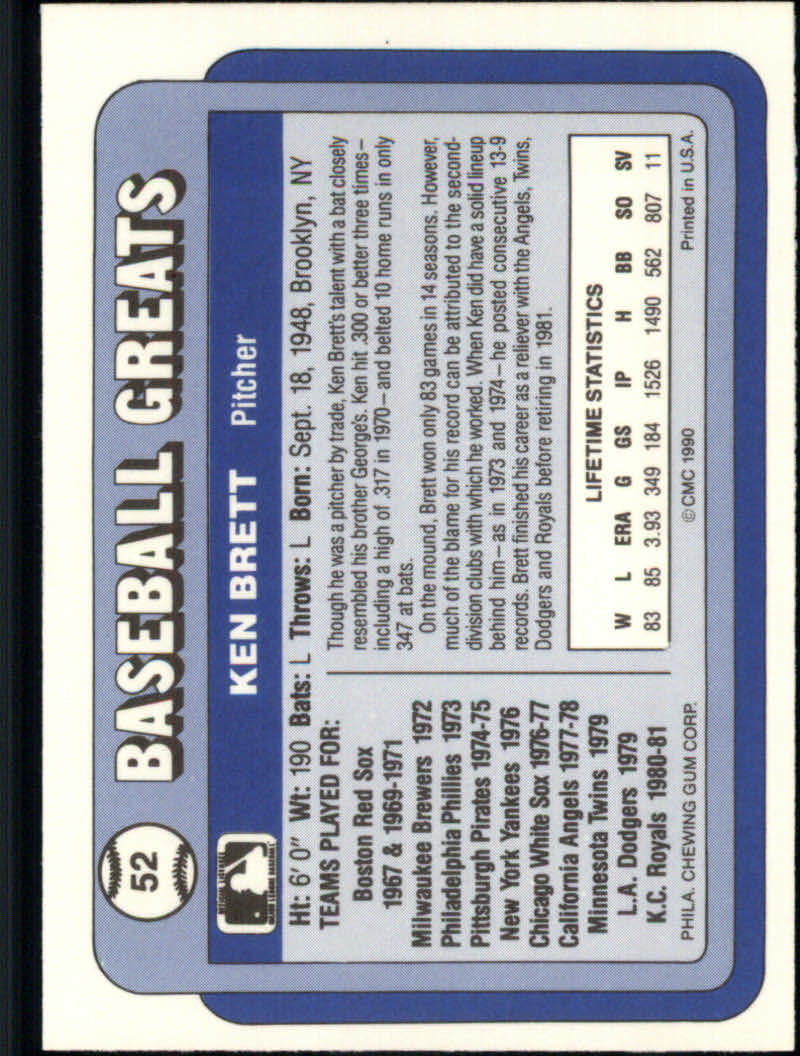 52
BASEBALL GREATS
KEN BRETT Pitcher
Ht: 6' 0" Wt: 190 Bats: L Throws: L Born: Sept. 18, 1948, Brooklyn, NY
TEAMS PLAYED FOR:
Boston Red Sox
1967 & 1969-1971
Milwaukee Brewers 1972
Philadelphia Phillies 1973
Pittsburgh Pirates 1974-75
New York Yankees 1976
Chicago White Sox 1976-77
California Angels 1977-78
Minnesota Twins 1979
L.A. Dodgers 1979
K.C. Royals 1980-81
Though he was a pitcher by trade, Ken Brett's talent with a bat closely
resembled his brother George's. Ken hit .300 or better three times–
including a high of .317 in 1970–and belted 10 home runs in only
347 at bats.
On the mound, Brett won only 83 games in 14 seasons. However,
much of the blame for his record can be attributed to the second-
division clubs with which he worked. When Ken did have a solid lineup
behind him–as in 1973 and 1974–he posted consecutive 13-9
records. Brett finished his career as a reliever with the Angels, Twins,
Dodgers and Royals before retiring in 1981.
LIFETIME STATISTICS
W L ERA G GS IP H BB SO SV
83 85 3.93 349 184 1526 1490 562 807 11
PHILA. CHEWING GUM CORP. © CMC 1990 Printed in U.S.A.